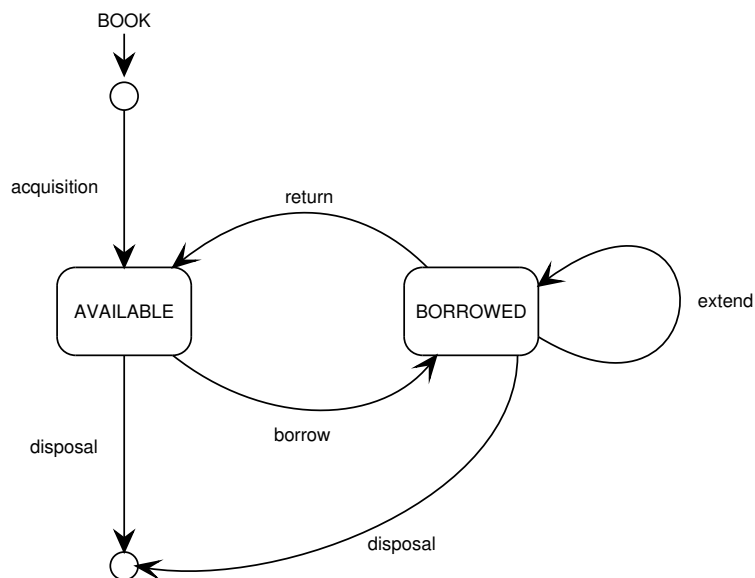 BOOK
acquisition
return
AVAILABLE
BORROWED
extend
borrow
disposal
disposal